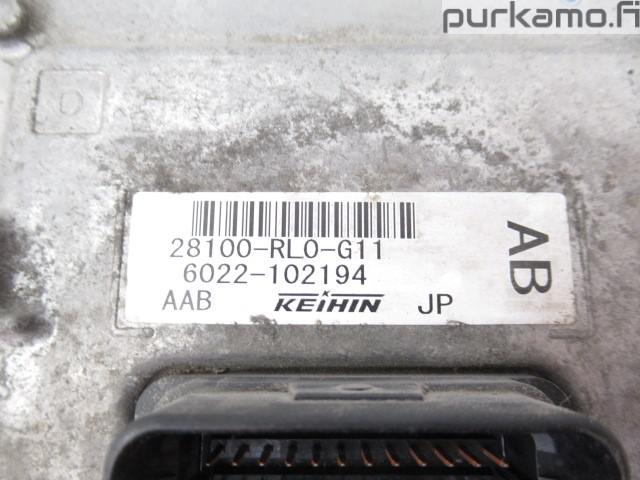 purkamo.fi
D
28100-RL0-G11
6022-102194
AAB KEIHIN JP
AB